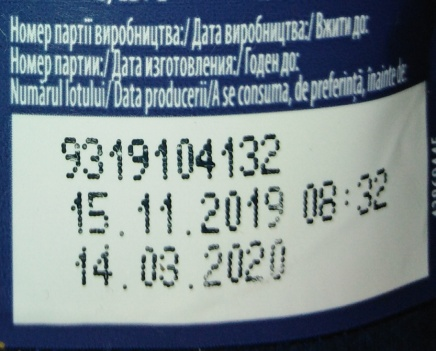 Номер партії виробництва:/ Дата виробництва:/ Вжити до:
Номер партии:/ Дата изготовления:/ Годен до:
Numărul lotului/ Data producerii/A se consuma, de preferință, înainte de:
9319104132
15.11.2019 08:32
14.08.2020